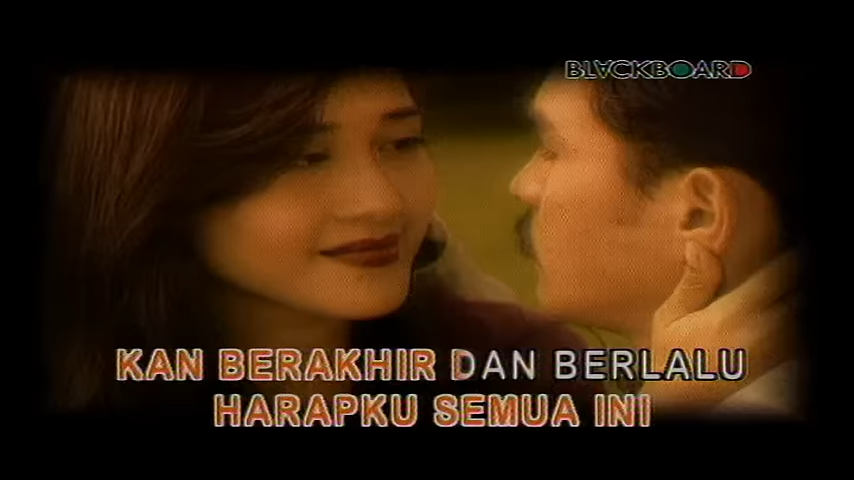 BLACKBOARD
KAN BERAKHIR DAN BERLALU
HARAPKU SEMUA INI